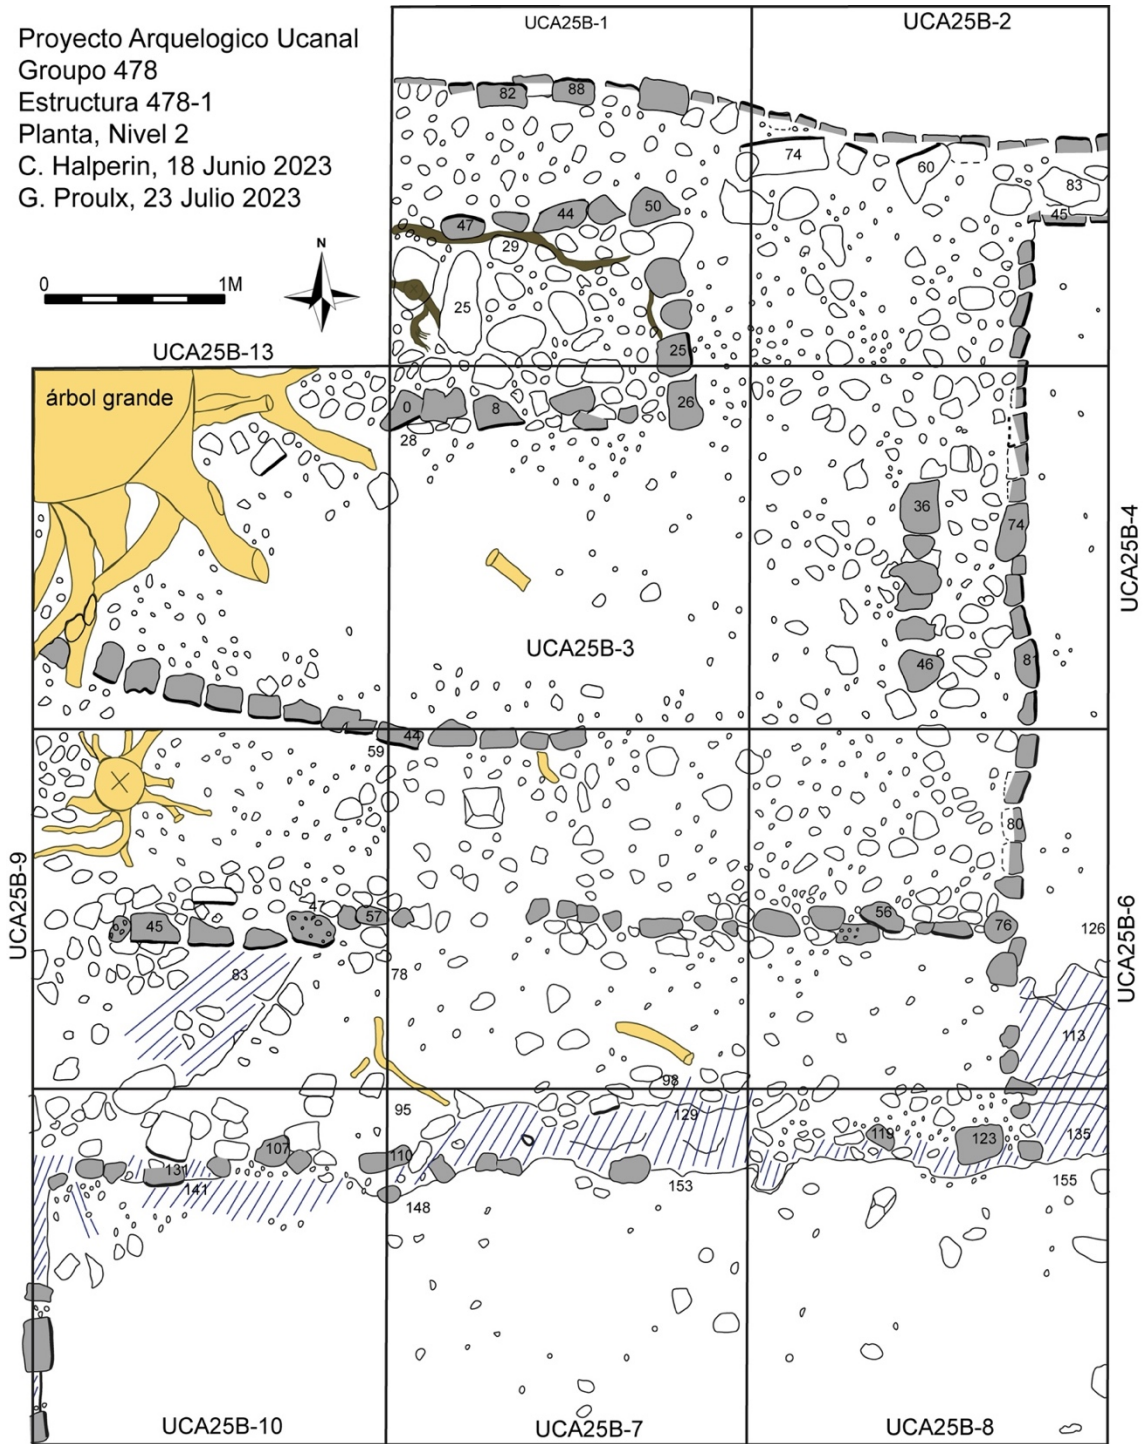 Proyecto Arquelogico Ucanal
Groupo 478
Estructura 478-1
Planta, Nivel 2
C. Halperin, 18 Junio 2023
G. Proulx, 23 Julio 2023
N
0 1M
UCA25B-1
UCA25B-2
82
88
74
60
83
45
50
44
47
29
25
25
UCA25B-13
árbol grande
0
8
26
28
36
74
UCA25B-4
UCA25B-3
46
81
44
59
80
UCA25B-9
47
45
57
56
76
126
UCA25B-6
83
78
113
98
95
129
119
123
135
107
110
131
141
148
153
155
UCA25B-10
UCA25B-7
UCA25B-8